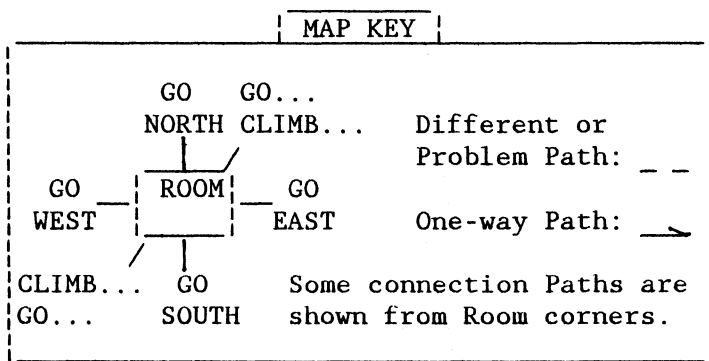 MAP KEY
GO GO...
NORTH CLIMB... Different or
Problem Path:
GO ROOM GO
WEST EAST One-way Path:
CLIMB... GO Some connection Paths are
GO... SOUTH shown from Room corners.